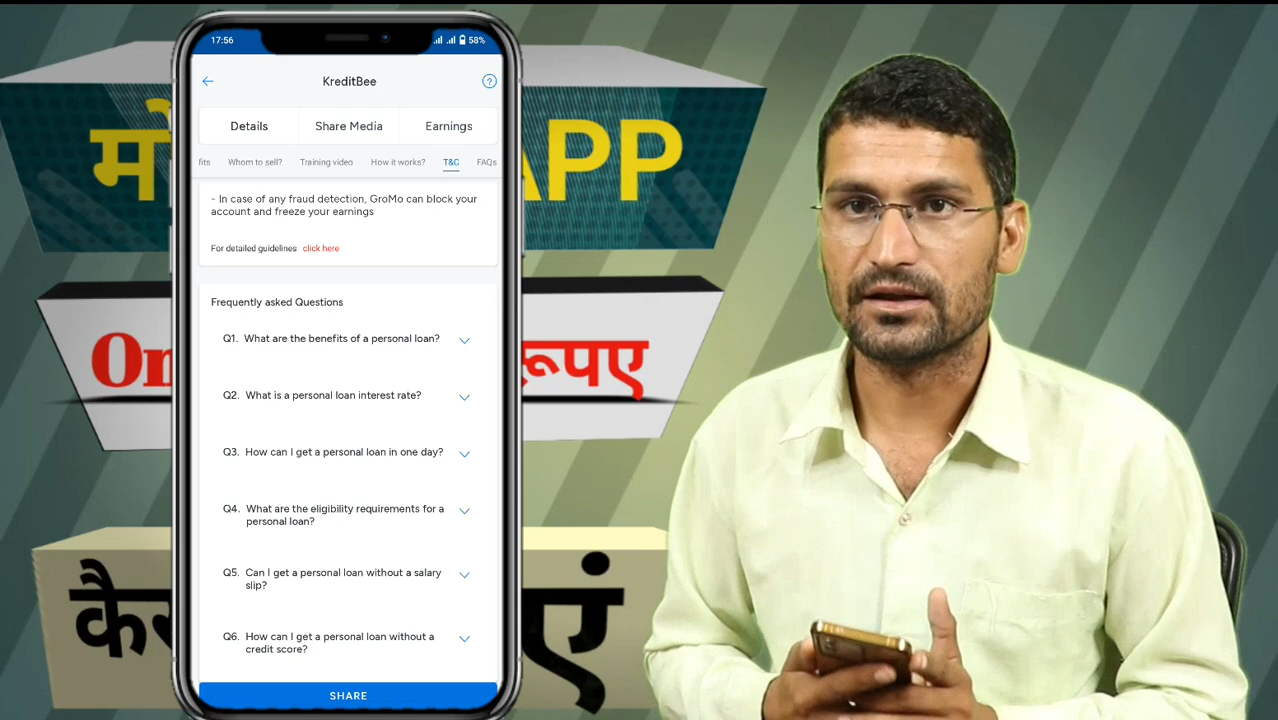 17:56
58%
KreditBee
Details Share Media Earnings
fits Whom to sell? Training video How it works? T&C FAQs
- In case of any fraud detection, GroMo can block your
account and freeze your earnings
For detailed guidelines click here
Frequently asked Questions
Q1. What are the benefits of a personal loan?
Q2. What is a personal loan interest rate?
Q3. How can I get a personal loan in one day?
Q4. What are the eligibility requirements for a
personal loan?
Q5. Can I get a personal loan without a salary
slip?
Q6. How can I get a personal loan without a
credit score?
SHARE
APP
रूपए